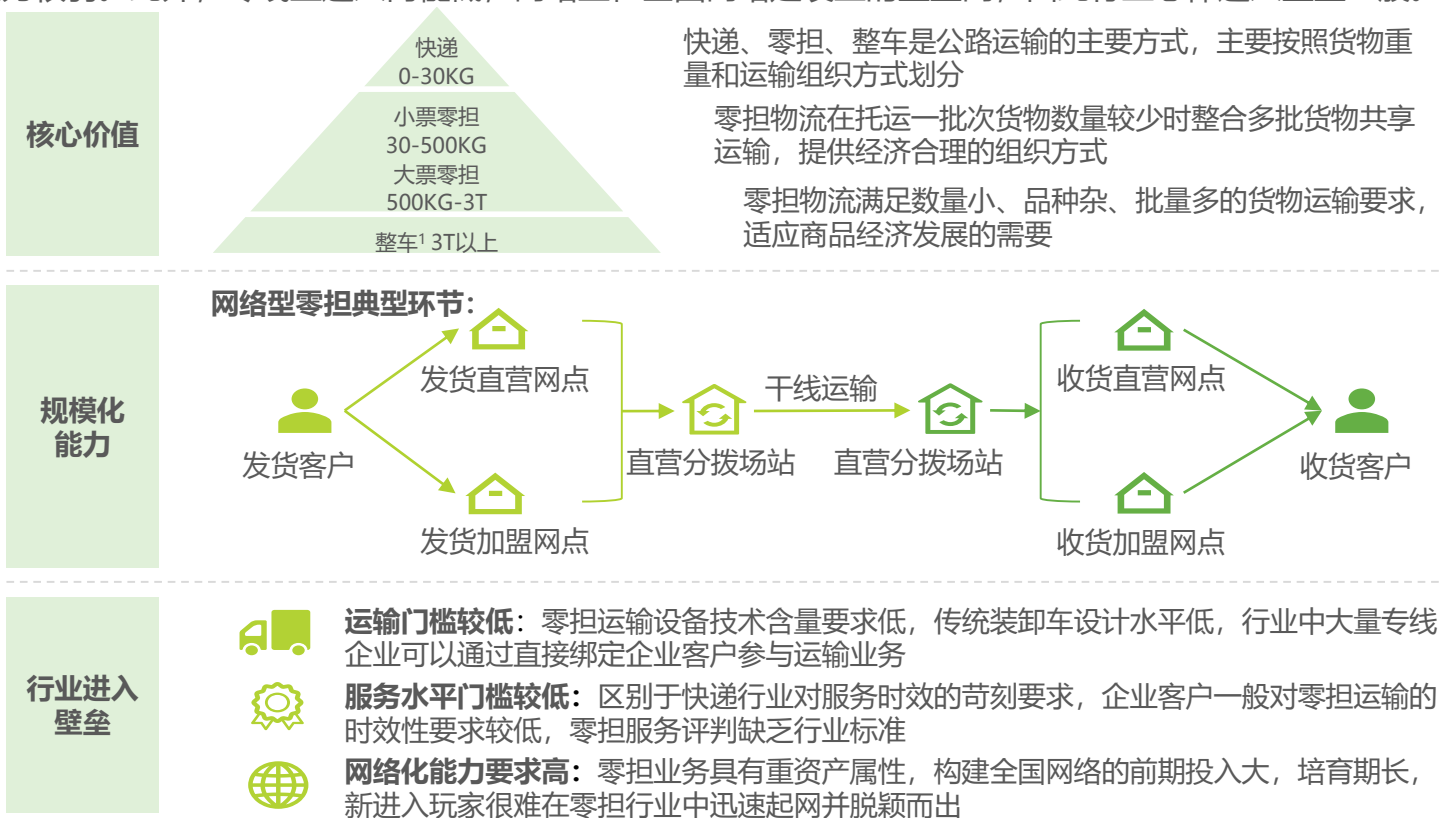 核心价值
快递
0-30KG
小票零担
30-500KG
大票零担
500KG-3T
整车¹ 3T以上
快递、零担、整车是公路运输的主要方式，主要按照货物重
量和运输组织方式划分
零担物流在托运一批次货物数量较少时整合多批货物共享
运输，提供经济合理的组织方式
零担物流满足数量小、品种杂、批量多的货物运输要求，
适应商品经济发展的需要
规模化
能力
网络型零担典型环节：
发货客户
发货直营网点
发货加盟网点
直营分拨场站
干线运输
直营分拨场站
收货直营网点
收货加盟网点
收货客户
行业进入
壁垒
运输门槛较低：零担运输设备技术含量要求低，传统装卸车设计水平低，行业中大量专线
企业可以通过直接绑定企业客户参与运输业务
服务水平门槛较低：区别于快递行业对服务时效的苛刻要求，企业客户一般对零担运输的
时效性要求较低，零担服务评判缺乏行业标准
网络化能力要求高：零担业务具有重资产属性，构建全国网络的前期投入大，培育期长，
新进入玩家很难在零担行业中迅速起网并脱颖而出